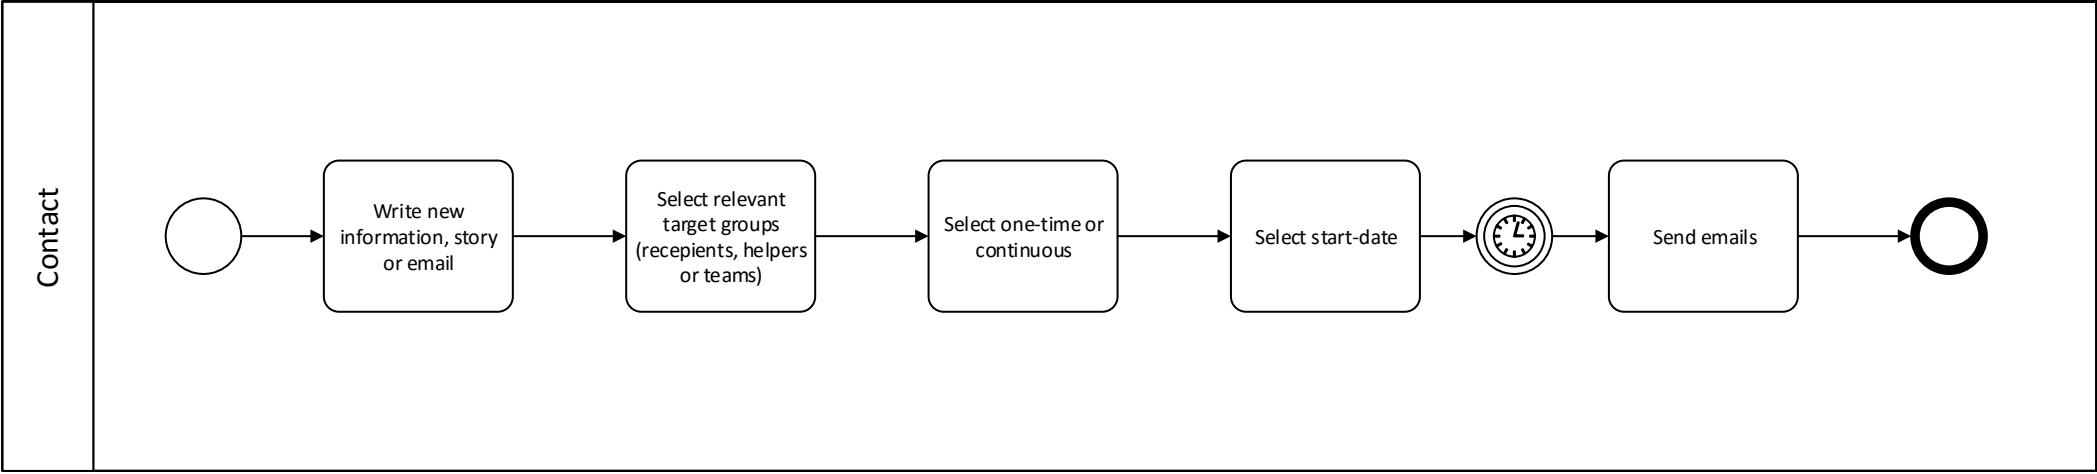 Contact
Write new
information, story
or email
Select relevant
target groups
(recepients, helpers
or teams)
Select one-time or
continuous
Select start-date
Send emails